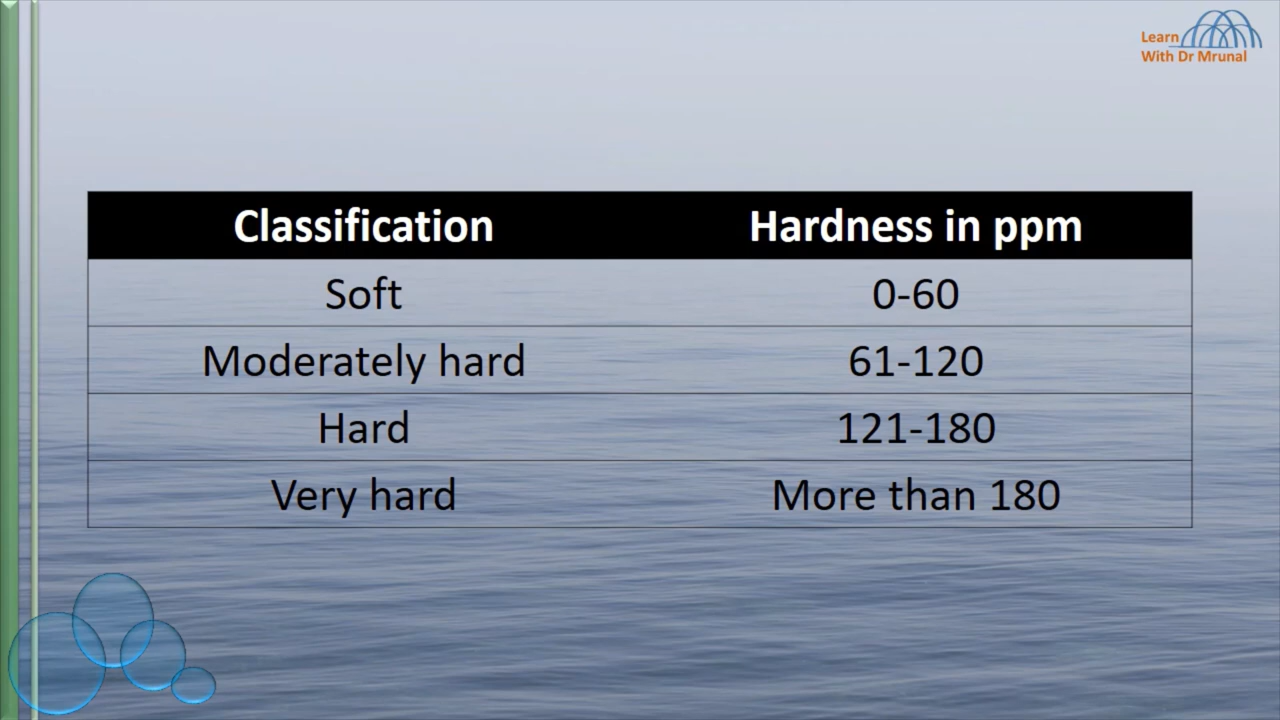 Learn
With Dr Mrunal
Classification Hardness in ppm
Soft 0-60
Moderately hard 61-120
Hard 121-180
Very hard More than 180